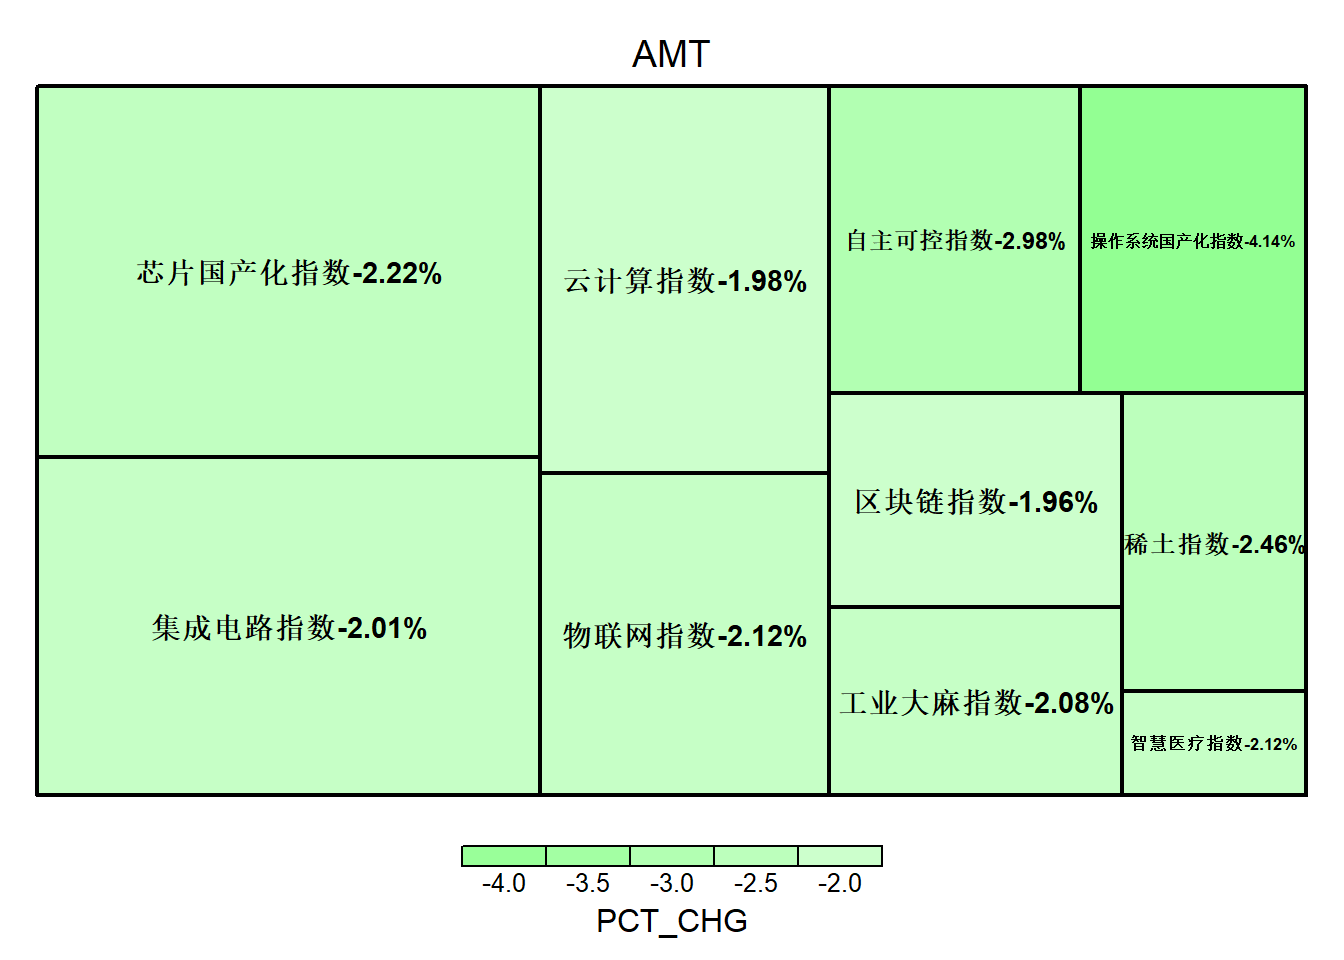 AMT
芯片国产化指数-2.22%
云计算指数-1.98%
自主可控指数-2.98%
操作系统国产化指数-4.14%
区块链指数-1.96%
稀土指数-2.46%
集成电路指数-2.01%
物联网指数-2.12%
工业大麻指数-2.08%
智慧医疗指数-2.12%
-4.0 -3.5 -3.0 -2.5 -2.0
PCT_CHG